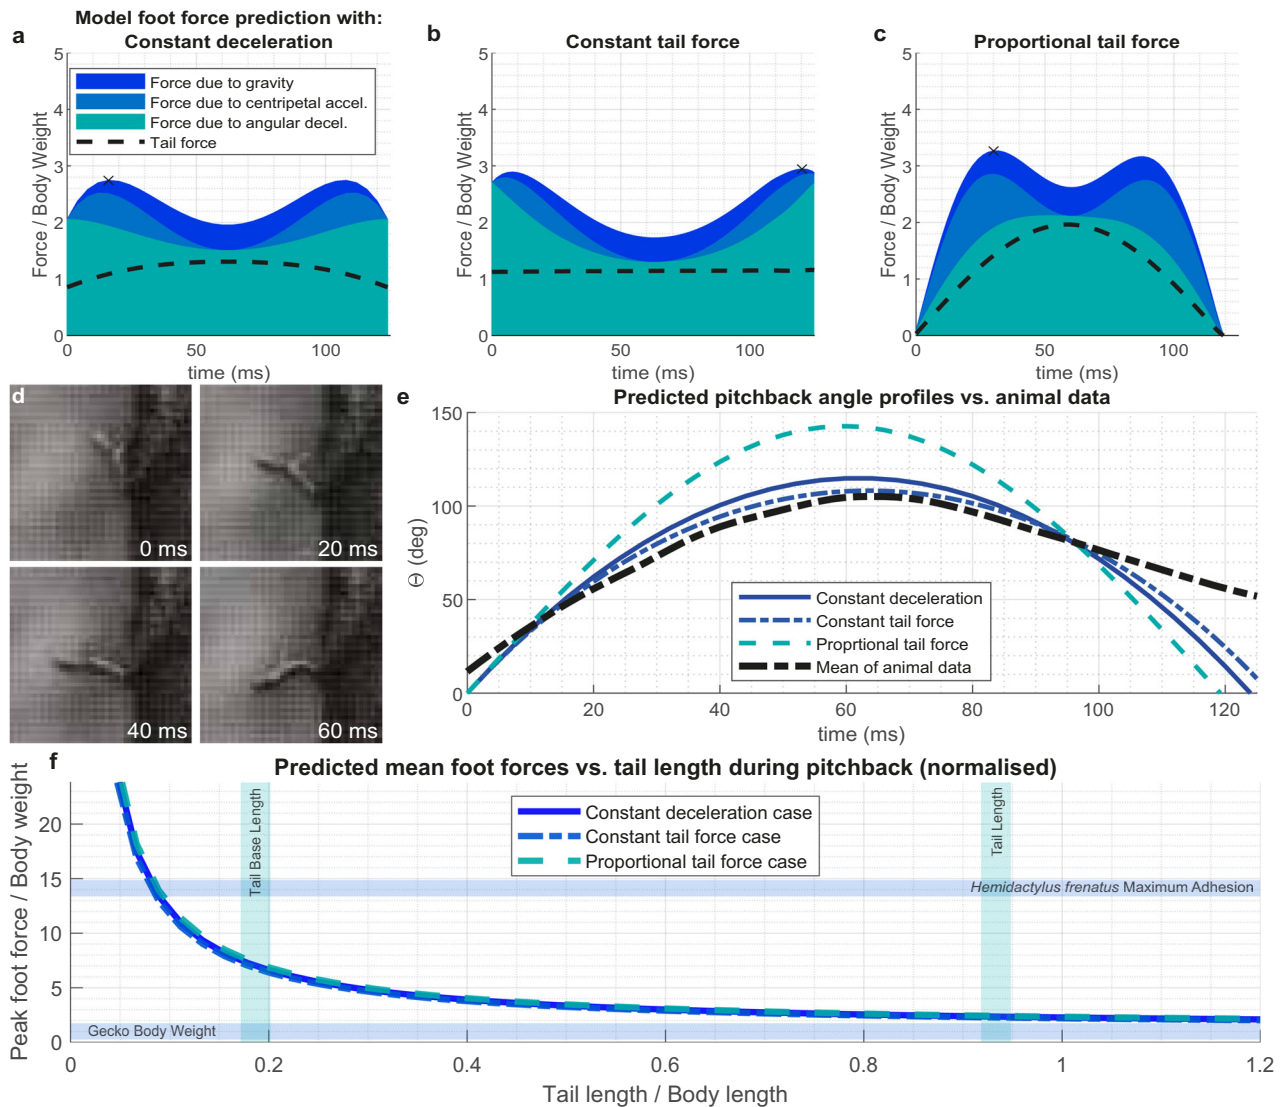 Model foot force prediction with:
a
Constant deceleration
b
Constant tail force
c
Proportional tail force
5
4
3
2
1
0
Force / Body Weight
Force due to gravity
Force due to centripetal accel.
Force due to angular decel.
Tail force
0
50
100
time (ms)
5
4
3
2
1
0
Force / Body Weight
0
50
100
time (ms)
5
4
3
2
1
0
Force / Body Weight
0
50
100
time (ms)
d
0 ms
20 ms
40 ms
60 ms
e
Predicted pitchback angle profiles vs. animal data
150
100
50
0
Θ (deg)
Constant deceleration
Constant tail force
Proprtional tail force
Mean of animal data
0
20
40
60
80
100
120
time (ms)
f
Predicted mean foot forces vs. tail length during pitchback (normalised)
Peak foot force / Body weight
20
15
10
5
0
Tail Base Length
Constant deceleration case
Constant tail force case
Proportional tail force case
Tail Length
Hemidactylus frenatus Maximum Adhesion
Gecko Body Weight
0
0.2
0.4
0.6
0.8
1
1.2
Tail length / Body length